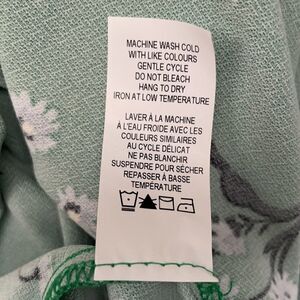 MACHINE WASH COLD
WITH LIKE COLOURS
GENTLE CYCLE
DO NOT BLEACH
HANG TO DRY
IRON AT LOW TEMPERATURE
LAVER À LA MACHINE
À L'EAU FROIDE AVEC LES
COULEURS SIMILAIRES
AU CYCLE DÉLICAT
NE PAS BLANCHIR
SUSPENDRE POUR SÉCHER
REPASSER À BASSE
TEMPÉRATURE